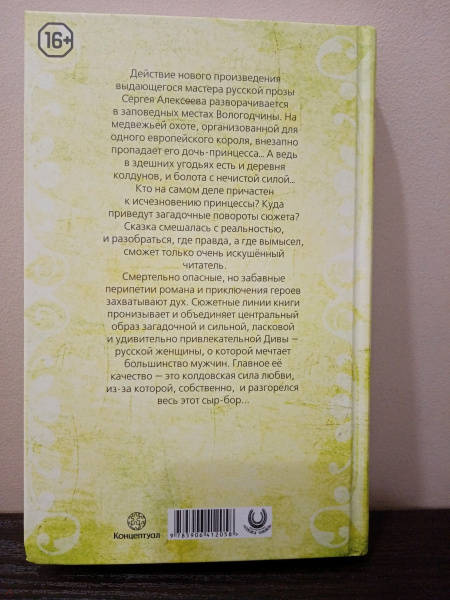 16+
Действие нового произведения
выдающегося мастера русской прозы
Сергея Алексеева разворачивается
в заповедных местах Вологодчины. На
медвежьей охоте, организованной для
одного европейского короля, внезапно
пропадает его дочь-принцесса... А ведь
в здешних угодьях есть и деревня
колдунов, и болота с нечистой силой...
Кто на самом деле причастен
к исчезновению принцессы? Куда
приведут загадочные повороты сюжета?
Сказка смешалась с реальностью,
и разобраться, где правда, а где вымысел,
сможет только очень искушённый
читатель.
Смертельно опасные, но забавные
перипетии романа и приключения героев
захватывают дух. Сюжетные линии книги
пронизывает и объединяет центральный
образ загадочной и сильной, ласковой
и удивительно привлекательной Дивы –
русской женщины, о которой мечтает
большинство мужчин. Главное её
качество – это колдовская сила любви,
из-за которой, собственно, и разгорелся
весь этот сыр-бор...
Концептуал
9 785906 412058